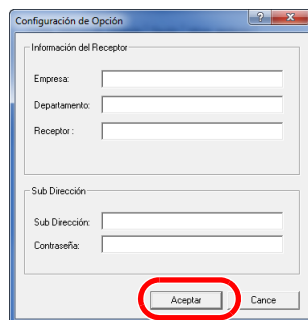 Configuración de Opción
Información del Receptor
Empresa:
Departamento:
Receptor :
Sub Dirección
Sub Dirección:
Contraseña:
Aceptar
Cance